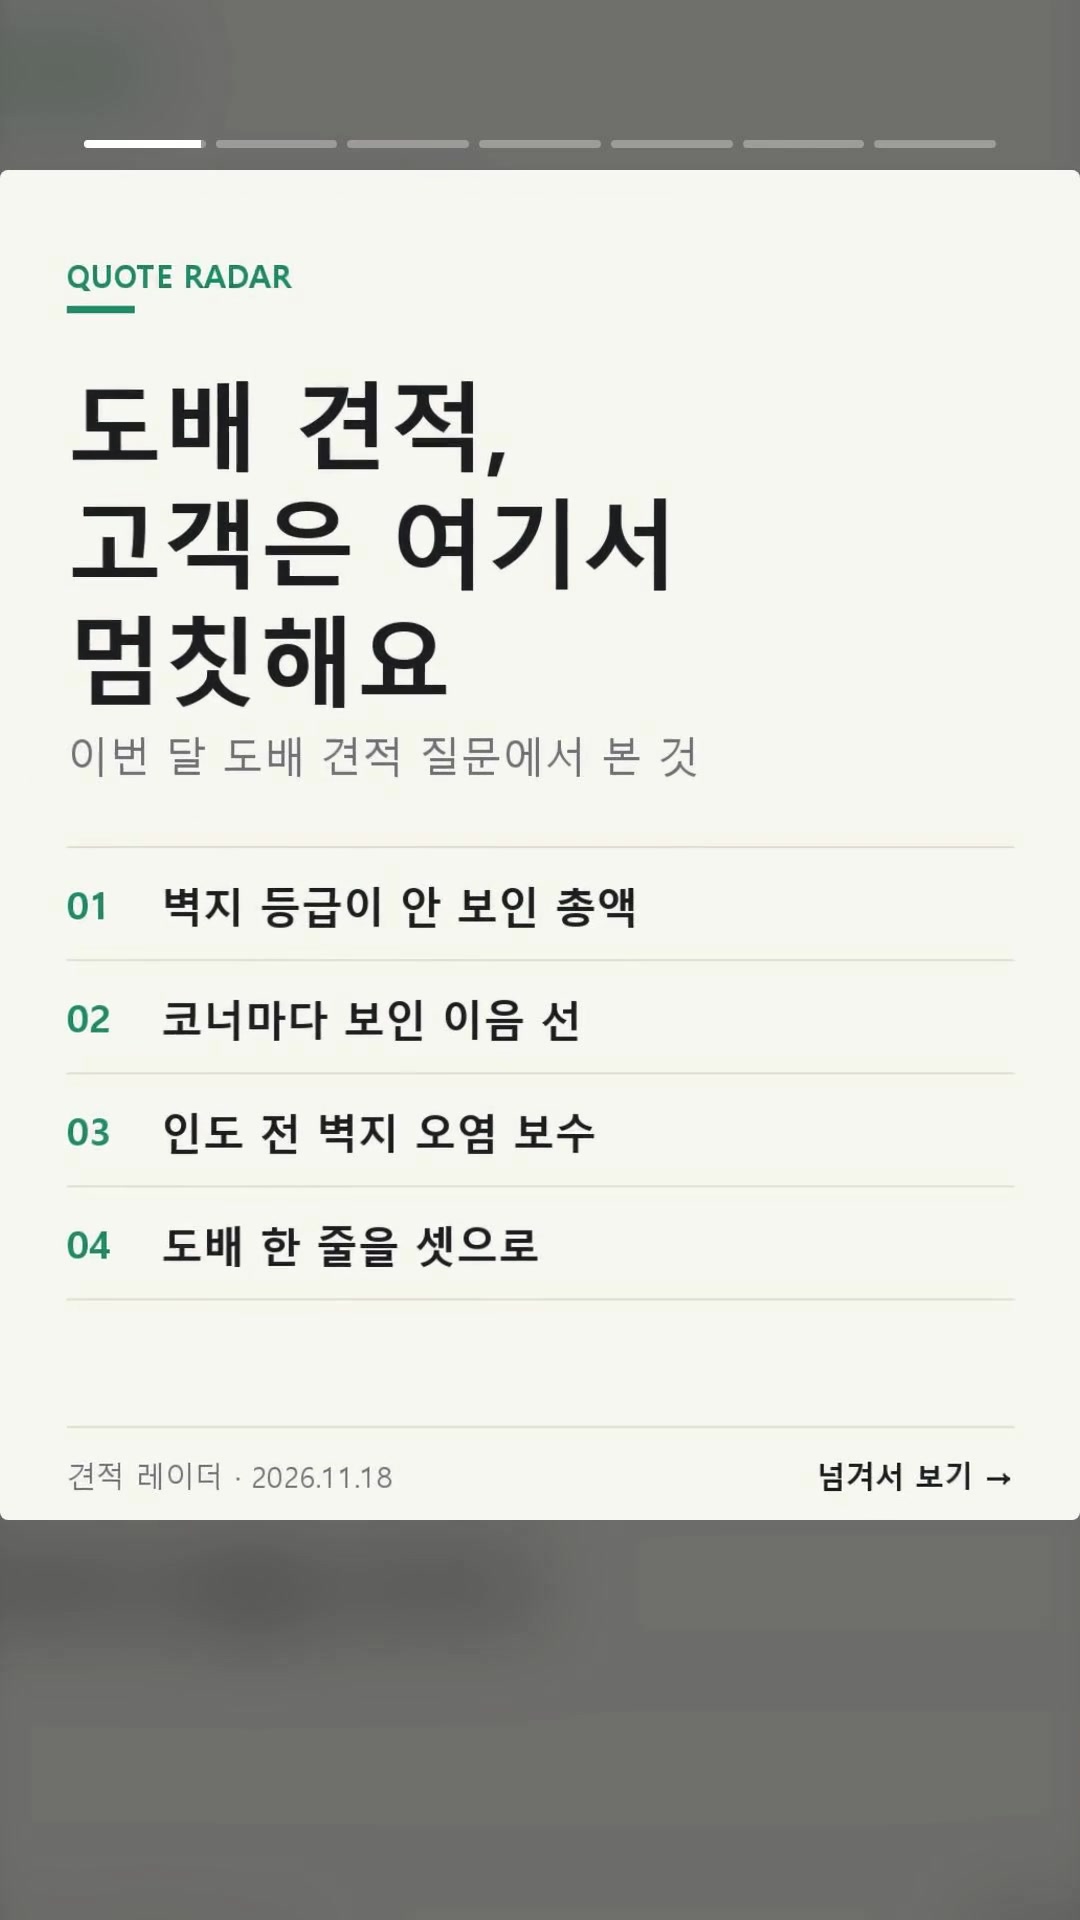 QUOTE RADAR
도배 견적,
고객은 여기서
멈칫해요
이번 달 도배 견적 질문에서 본 것
01 벽지 등급이 안 보인 총액
02 코너마다 보인 이음 선
03 인도 전 벽지 오염 보수
04 도배 한 줄을 셋으로
견적 레이더 · 2026.11.18
넘겨서 보기 →